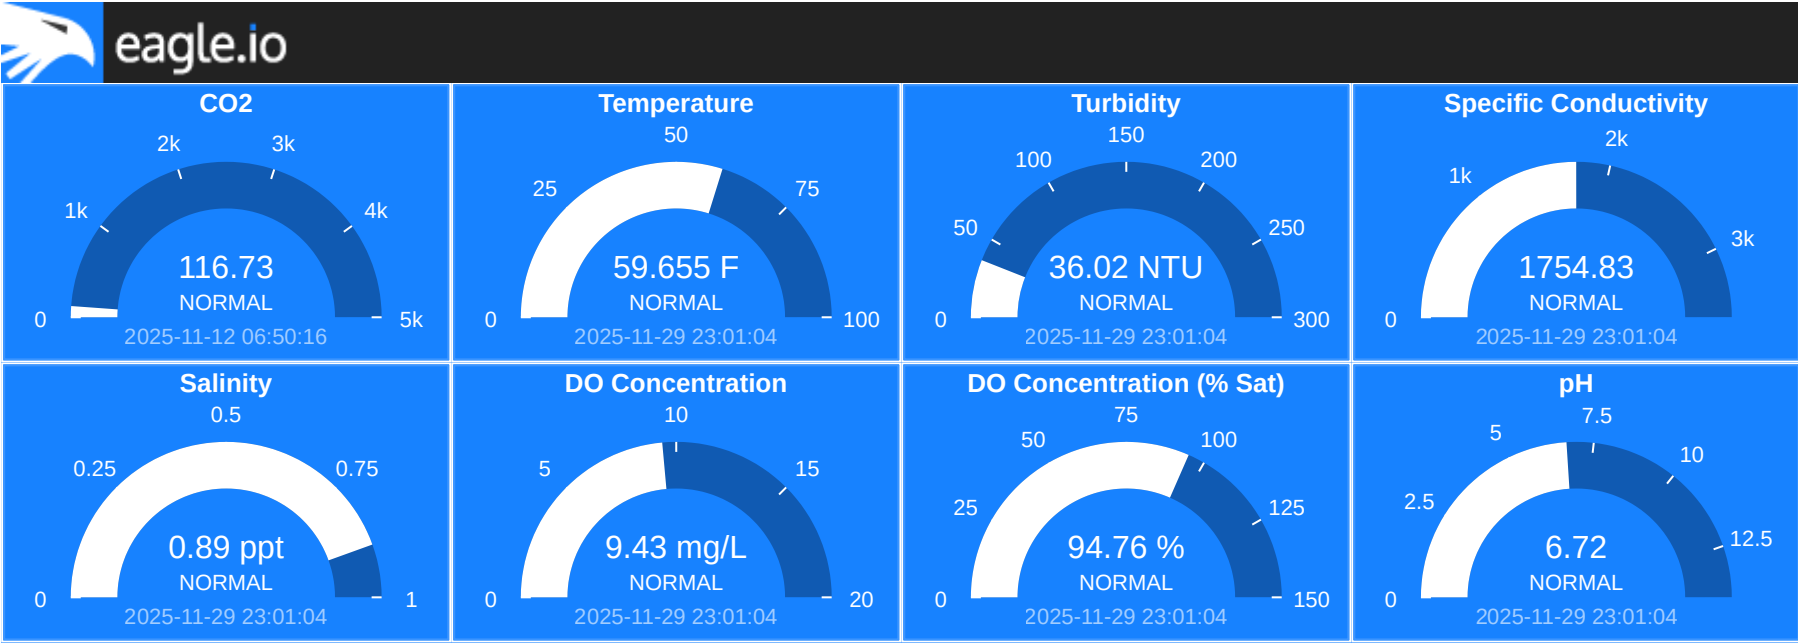 eagle.io
CO2
2k
3k
1k
4k
116.73
NORMAL
0
5k
2025-11-12 06:50:16
Temperature
50
25
75
59.655 F
NORMAL
0
100
2025-11-29 23:01:04
Turbidity
150
100
200
50
250
36.02 NTU
NORMAL
0
300
2025-11-29 23:01:04
Specific Conductivity
2k
1k
3k
1754.83
NORMAL
0
2025-11-29 23:01:04
Salinity
0.5
0.25
0.75
0.89 ppt
NORMAL
0
1
2025-11-29 23:01:04
DO Concentration
10
5
15
9.43 mg/L
NORMAL
0
20
2025-11-29 23:01:04
DO Concentration (% Sat)
75
50
100
25
125
94.76 %
NORMAL
0
150
2025-11-29 23:01:04
pH
7.5
5
10
2.5
12.5
6.72
NORMAL
0
2025-11-29 23:01:04